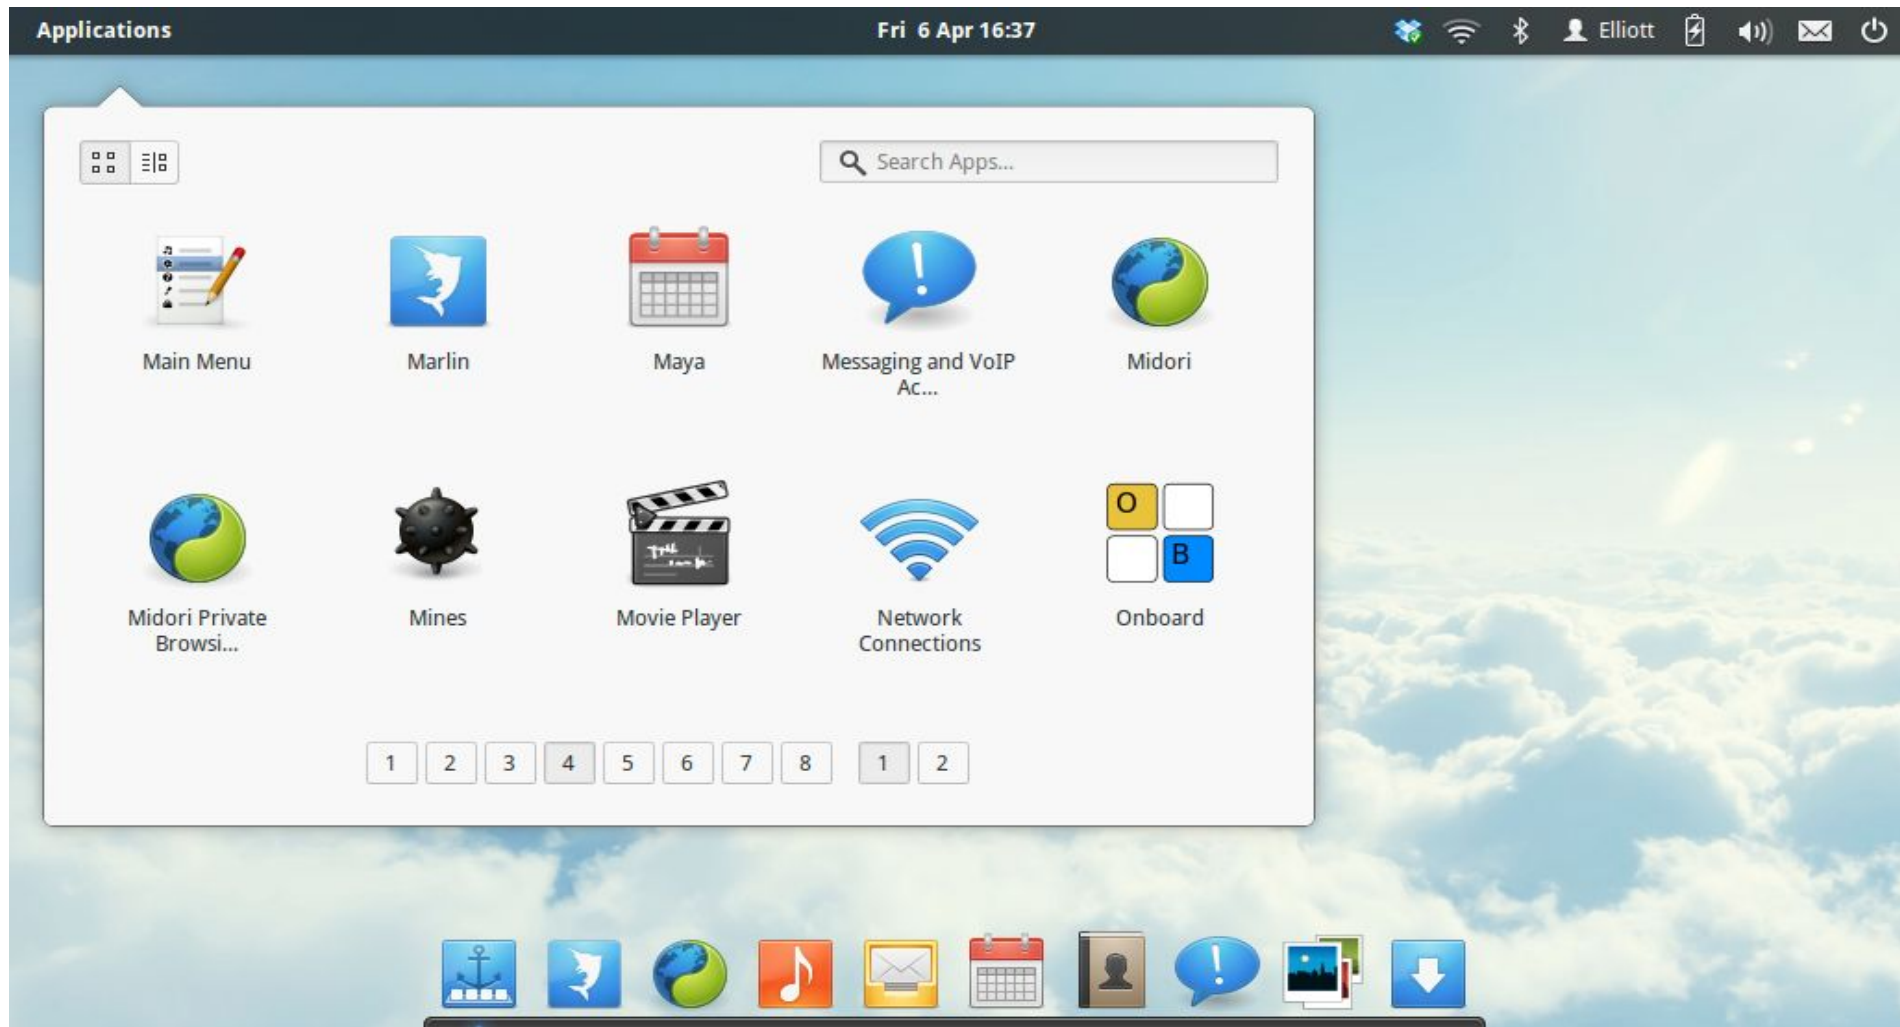 Applications
Fri 6 Apr 16:37
Elliott
Search Apps...
Main Menu
Marlin
Maya
Messaging and VoIP
Ac...
Midori
O
B
Midori Private
Browsi...
Mines
Movie Player
Network
Connections
Onboard
1 2 3 4 5 6 7 8 1 2